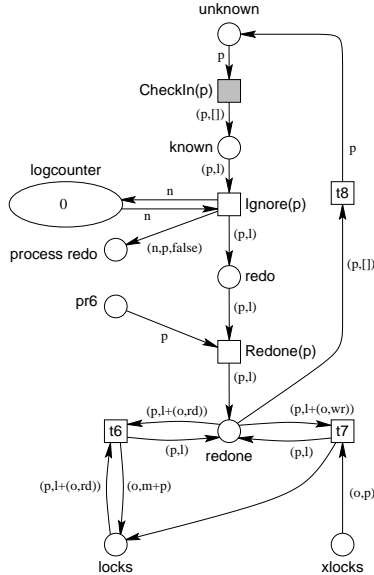 unknown
p
CheckIn(p)
(p,[])
known
p
(p,l)
logcounter
n
t8
0
Ignore(p)
n
(p,l)
(n,p,false)
process redo
redo
(p,[])
pr6
(p,l)
p
Redone(p)
(p,l)
(p,l+(o,rd))
(p,l+(o,wr))
t6
t7
(p,l)
(p,l)
redone
(p,l+(o,rd))
(o,m+p)
(o,p)
locks
xlocks